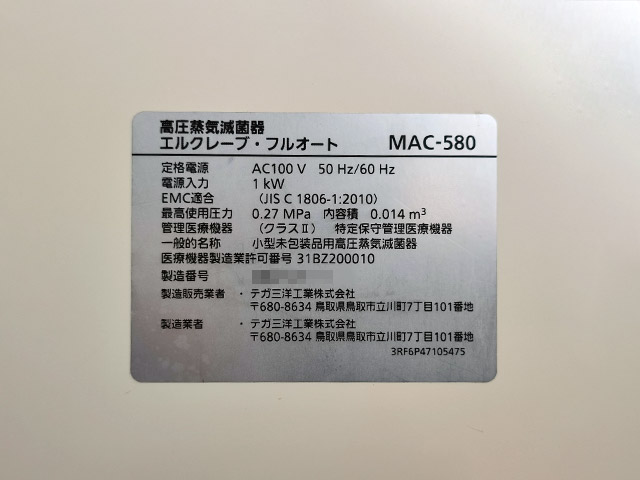 高圧蒸気滅菌器
エルクレーブ・フルオート MAC-580
定格電源 AC100 V 50 Hz/60 Hz
電源入力 1 kW
EMC適合 (JIS C 1806-1:2010)
最高使用圧力 0.27 MPa 内容積 0.014 m³
管理医療機器 (クラスⅡ) 特定保守管理医療機器
一般的名称 小型未包装品用高圧蒸気滅菌器
医療機器製造業許可番号 31BZ200010
製造番号
製造販売業者 ・ テガ三洋工業株式会社
〒680-8634 鳥取県鳥取市立川町7丁目101番地
製造業者 ・ テガ三洋工業株式会社
〒680-8634 鳥取県鳥取市立川町7丁目101番地
3RF6P47105475